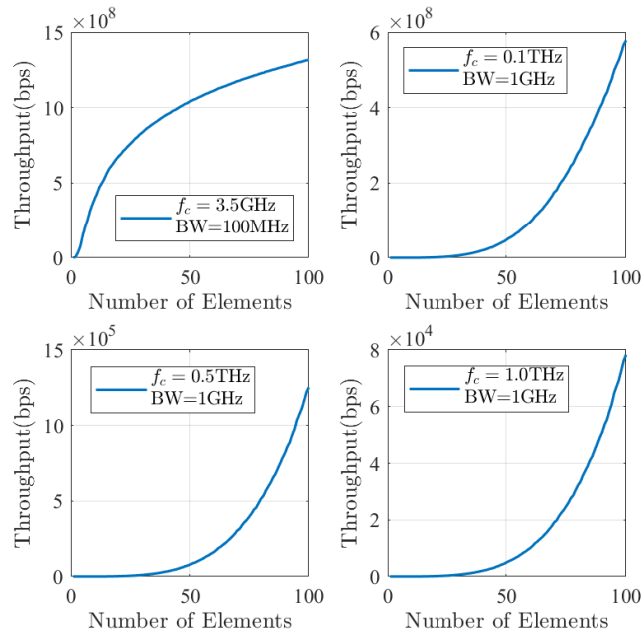 ×10⁸
15
10
5
0
Throughput(bps)
f_c = 3.5GHz
BW=100MHz
0
50
100
Number of Elements
×10⁸
6
4
2
0
Throughput(bps)
f_c = 0.1THz
BW=1GHz
0
50
100
Number of Elements
×10⁵
15
10
5
0
Throughput(bps)
f_c = 0.5THz
BW=1GHz
0
50
100
Number of Elements
×10⁴
8
6
4
2
0
Throughput(bps)
f_c = 1.0THz
BW=1GHz
0
50
100
Number of Elements